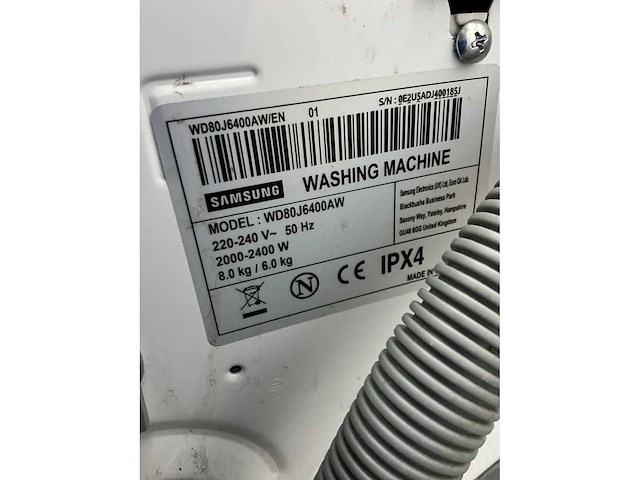 WD80J6400AW/EN 01 S/N : 0E2U5ADJ400185J
SAMSUNG WASHING MACHINE
MODEL : WD80J6400AW
220-240 V~ 50 Hz
2000-2400 W
8.0 kg / 6.0 kg
Samsung Electronics (UK) Ltd, Euro QA Lab.
Blackbushe Business Park
Saxony Way, Yateley, Hampshire
GU46 6GG United Kingdom
N CE IPX4
MADE IN